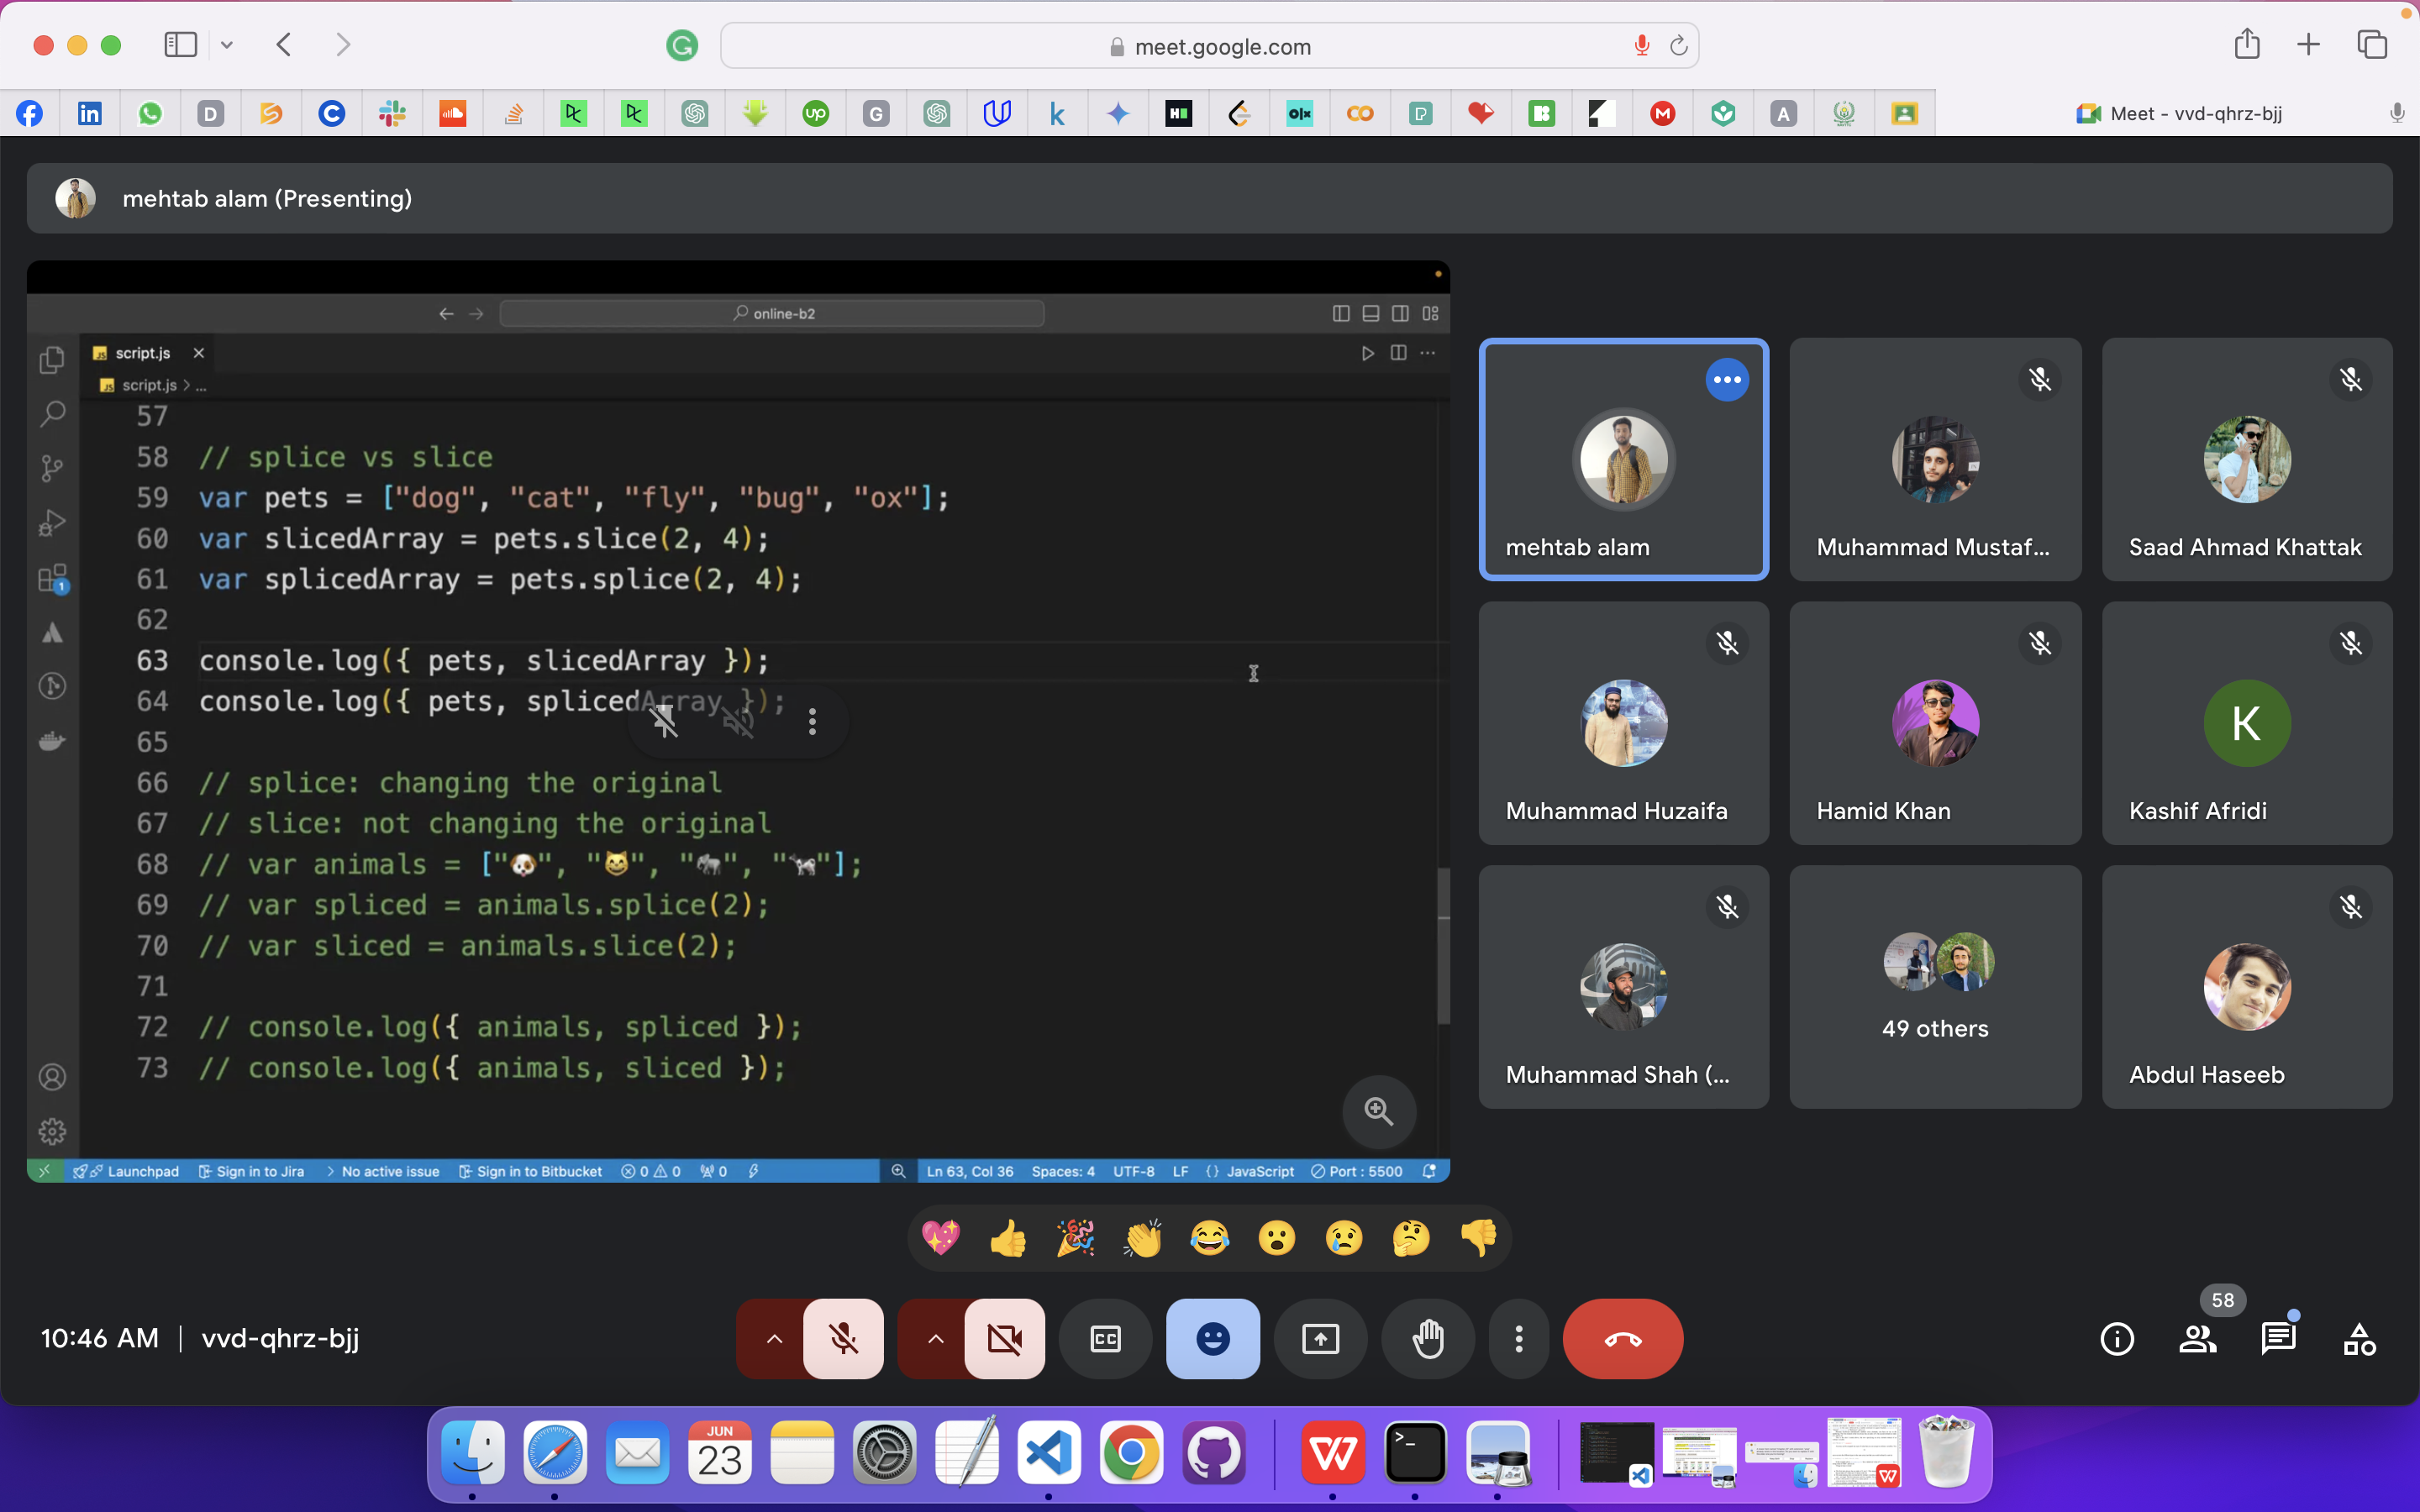 meet.google.com
Meet - vvd-qhrz-bjj
mehtab alam (Presenting)
online-b2
script.js
script.js > ...
57
58 // splice vs slice
59 var pets = ["dog", "cat", "fly", "bug", "ox"];
60 var slicedArray = pets.slice(2, 4);
61 var splicedArray = pets.splice(2, 4);
62
63 console.log({ pets, slicedArray });
64 console.log({ pets, splicedArray });
65
66 // splice: changing the original
67 // slice: not changing the original
68 // var animals = ["🐶", "😺", "🐘", "🐈‍⬛"];
69 // var spliced = animals.splice(2);
70 // var sliced = animals.slice(2);
71
72 // console.log({ animals, spliced });
73 // console.log({ animals, sliced });
1
Launchpad Sign in to Jira > No active issue Sign in to Bitbucket 0 0 0 Ln 63, Col 36 Spaces: 4 UTF-8 LF {} JavaScript Port : 5500
mehtab alam
Muhammad Mustaf...
Saad Ahmad Khattak
Muhammad Huzaifa
Hamid Khan
K
Kashif Afridi
Muhammad Shah (...
49 others
Abdul Haseeb
10:46 AM | vvd-qhrz-bjj
CC
58
JUN
23